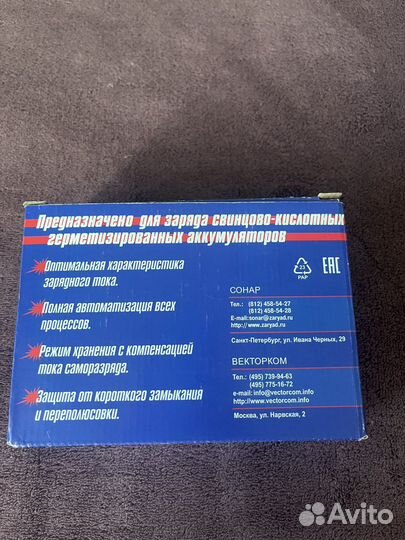 Предназначено для заряда свинцово-кислотных
герметизированных аккумуляторов
Оптимальная характеристика
зарядного тока.
Полная автоматизация всех
процессов.
Режим хранения с компенсацией
тока саморазряда.
Защита от короткого замыкания
и переполюсовки.
23
PAP
EAC
СОНАР
Тел.: (812) 458-54-27
(812) 458-54-28
E-mail:sonar@zaryad.ru
http:// www.zaryad.ru
Санкт-Петербург, ул. Ивана Черных, 29
ВЕКТОРКОМ
Тел.: (495) 739-94-63
(495) 775-16-72
e-mail: info@vectorcom.info
http://www.vectorcom.info
Москва, ул. Нарвская, 2
Avito